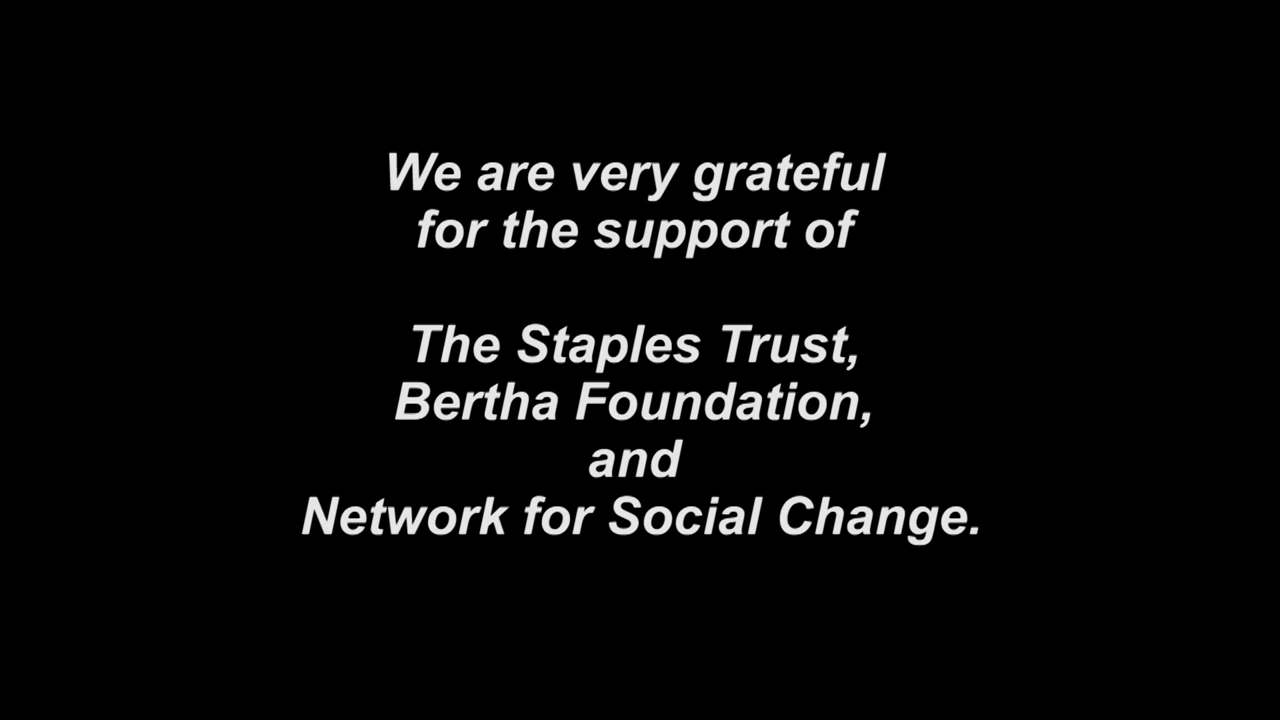 We are very grateful
for the support of
The Staples Trust,
Bertha Foundation,
and
Network for Social Change.